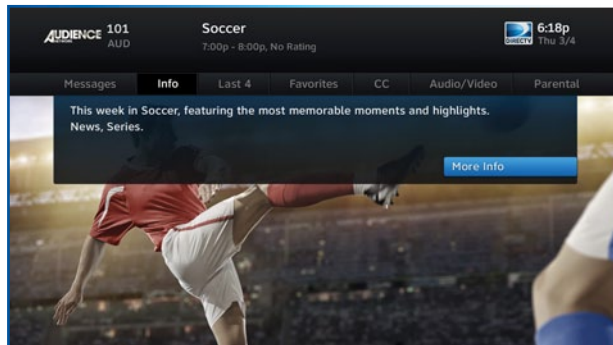 AUDIENCE NETWORK 101 AUD
Soccer
7:00p - 8:00p, No Rating
DIRECTV 6:18p
Thu 3/4
Messages Info Last 4 Favorites CC Audio/Video Parental
This week in Soccer, featuring the most memorable moments and highlights.
News, Series.
More Info